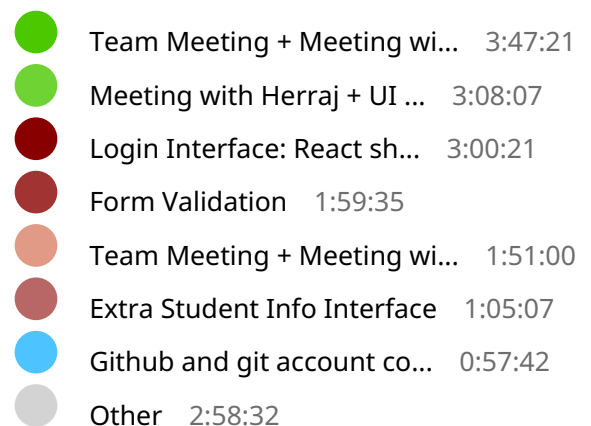 Team Meeting + Meeting wi... 3:47:21
Meeting with Herraj + UI ... 3:08:07
Login Interface: React sh... 3:00:21
Form Validation 1:59:35
Team Meeting + Meeting wi... 1:51:00
Extra Student Info Interface 1:05:07
Github and git account co... 0:57:42
Other 2:58:32